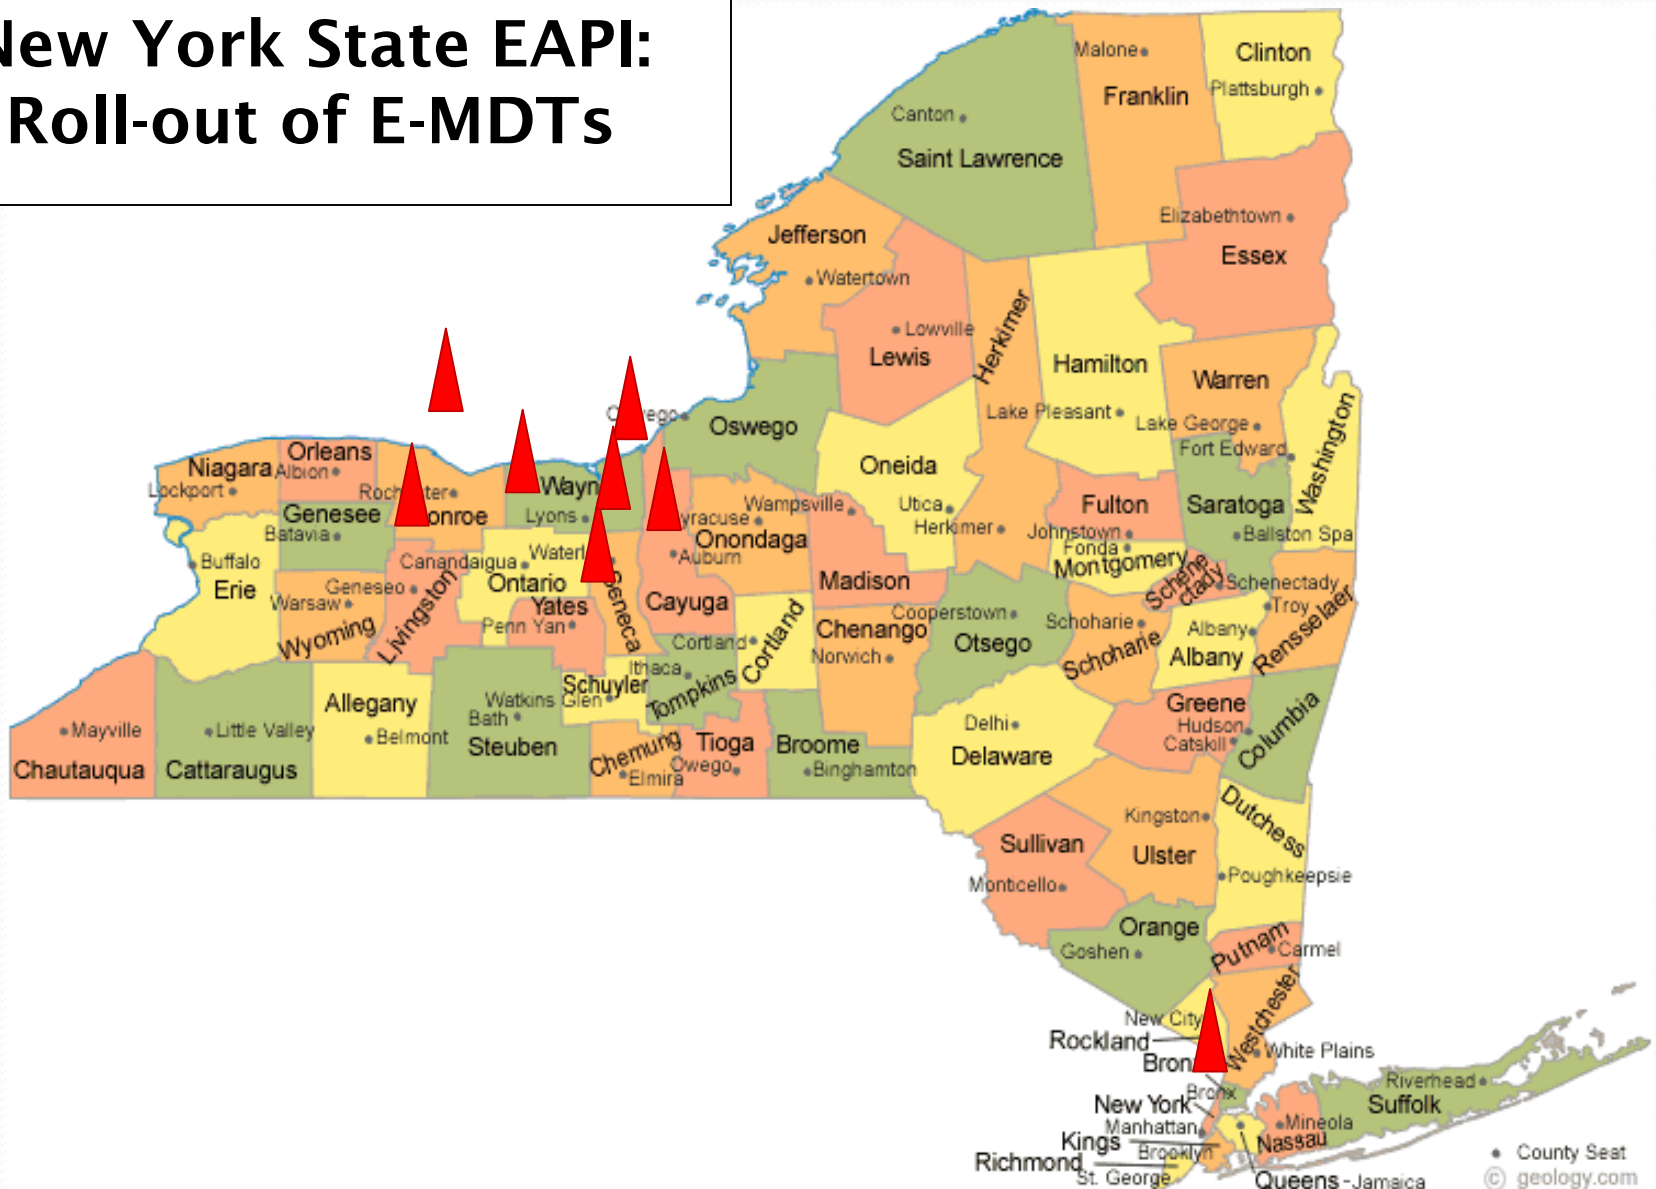 New York State EAPI:
Roll-out of E-MDTs
Malone
Clinton
Plattsburgh
Franklin
Canton
Saint Lawrence
Elizabethtown
Essex
Jefferson
Watertown
Lowville
Lewis
Herkimer
Hamilton
Lake Pleasant
Warren
Lake George
Fort Edward
Washington
Oswego
Oneida
Utica
Herkimer
Fulton
Johnstown
Saratoga
Ballston Spa
Niagara
Lockport
Orleans
Albion
Genesee
Batavia
Lyons
Wampsville
Onondaga
Auburn
Madison
Fonda
Montgomery
Schene
ctady
Schenectady
Troy
Rensselaer
Buffalo
Erie
Canandaigua
Ontario
Geneseo
Warsaw
Wyoming
Livingston
Yates
Penn Yan
Cayuga
Cortland
Cortland
Chenango
Norwich
Cooperstown
Otsego
Schoharie
Schoharie
Albany
Albany
Ithaca
Tompkins
Schuyler
Watkins
Glen
Allegany
Belmont
Bath
Steuben
Mayville
Chautauqua
Little Valley
Cattaraugus
Chemung
Elmira
Tioga
Owego
Broome
Binghamton
Delhi
Delaware
Greene
Hudson
Catskill
Columbia
Sullivan
Monticello
Kingston
Ulster
Dutchess
Poughkeepsie
Orange
Goshen
Putnam
Carmel
New City
Rockland
Westchester
White Plains
Bronx
New York
Manhattan
Kings
Brooklyn
Richmond
St. George
Queens - Jamaica
Mineola
Nassau
Riverhead
Suffolk
County Seat
© geology.com